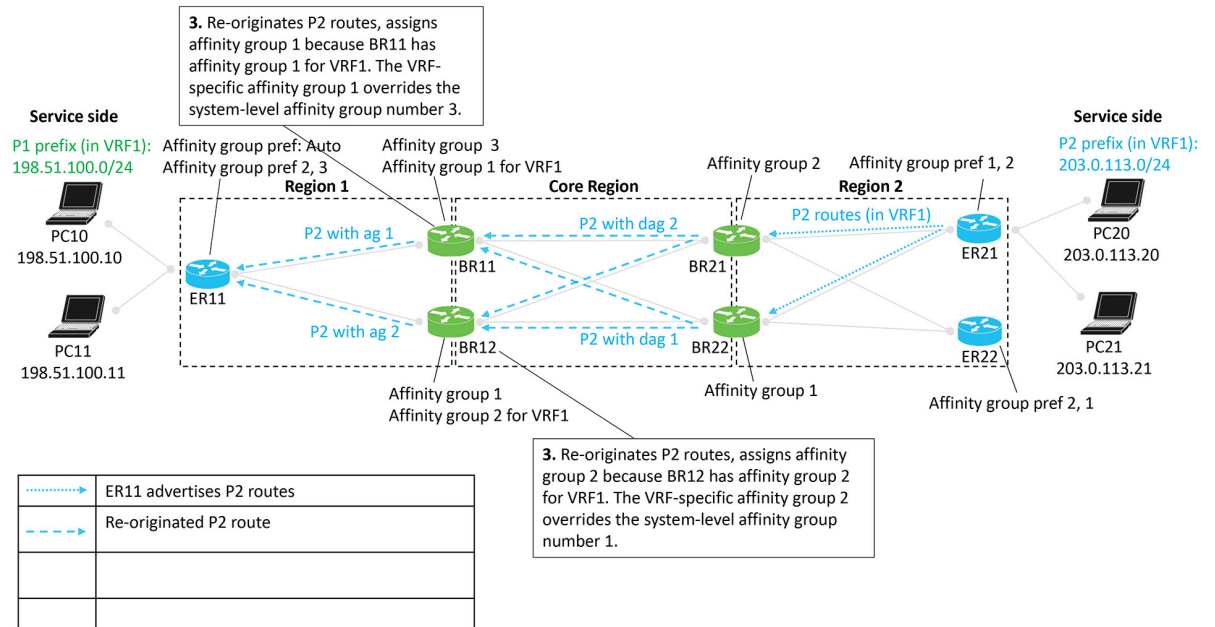 3. Re-originates P2 routes, assigns
affinity group 1 because BR11 has
affinity group 1 for VRF1. The VRF-
specific affinity group 1 overrides the
system-level affinity group number 3.
Service side
P1 prefix (in VRF1):
198.51.100.0/24
Affinity group pref: Auto
Affinity group pref 2, 3
Affinity group  3
Affinity group 1 for VRF1
Affinity group 2
Affinity group pref 1, 2
Service side
P2 prefix (in VRF1):
203.0.113.0/24
Region 1
Core Region
Region 2
PC10
198.51.100.10
PC11
198.51.100.11
ER11
P2 with ag 1
P2 with ag 2
BR11
BR12
P2 with dag 2
P2 with dag 1
BR21
BR22
P2 routes (in VRF1)
ER21
ER22
PC20
203.0.113.20
PC21
203.0.113.21
Affinity group 1
Affinity group 2 for VRF1
Affinity group 1
Affinity group pref 2, 1
3. Re-originates P2 routes, assigns affinity
group 2 because BR12 has affinity group 2
for VRF1. The VRF-specific affinity group 2
overrides the system-level affinity group
number 1.
ER11 advertises P2 routes
Re-originated P2 route